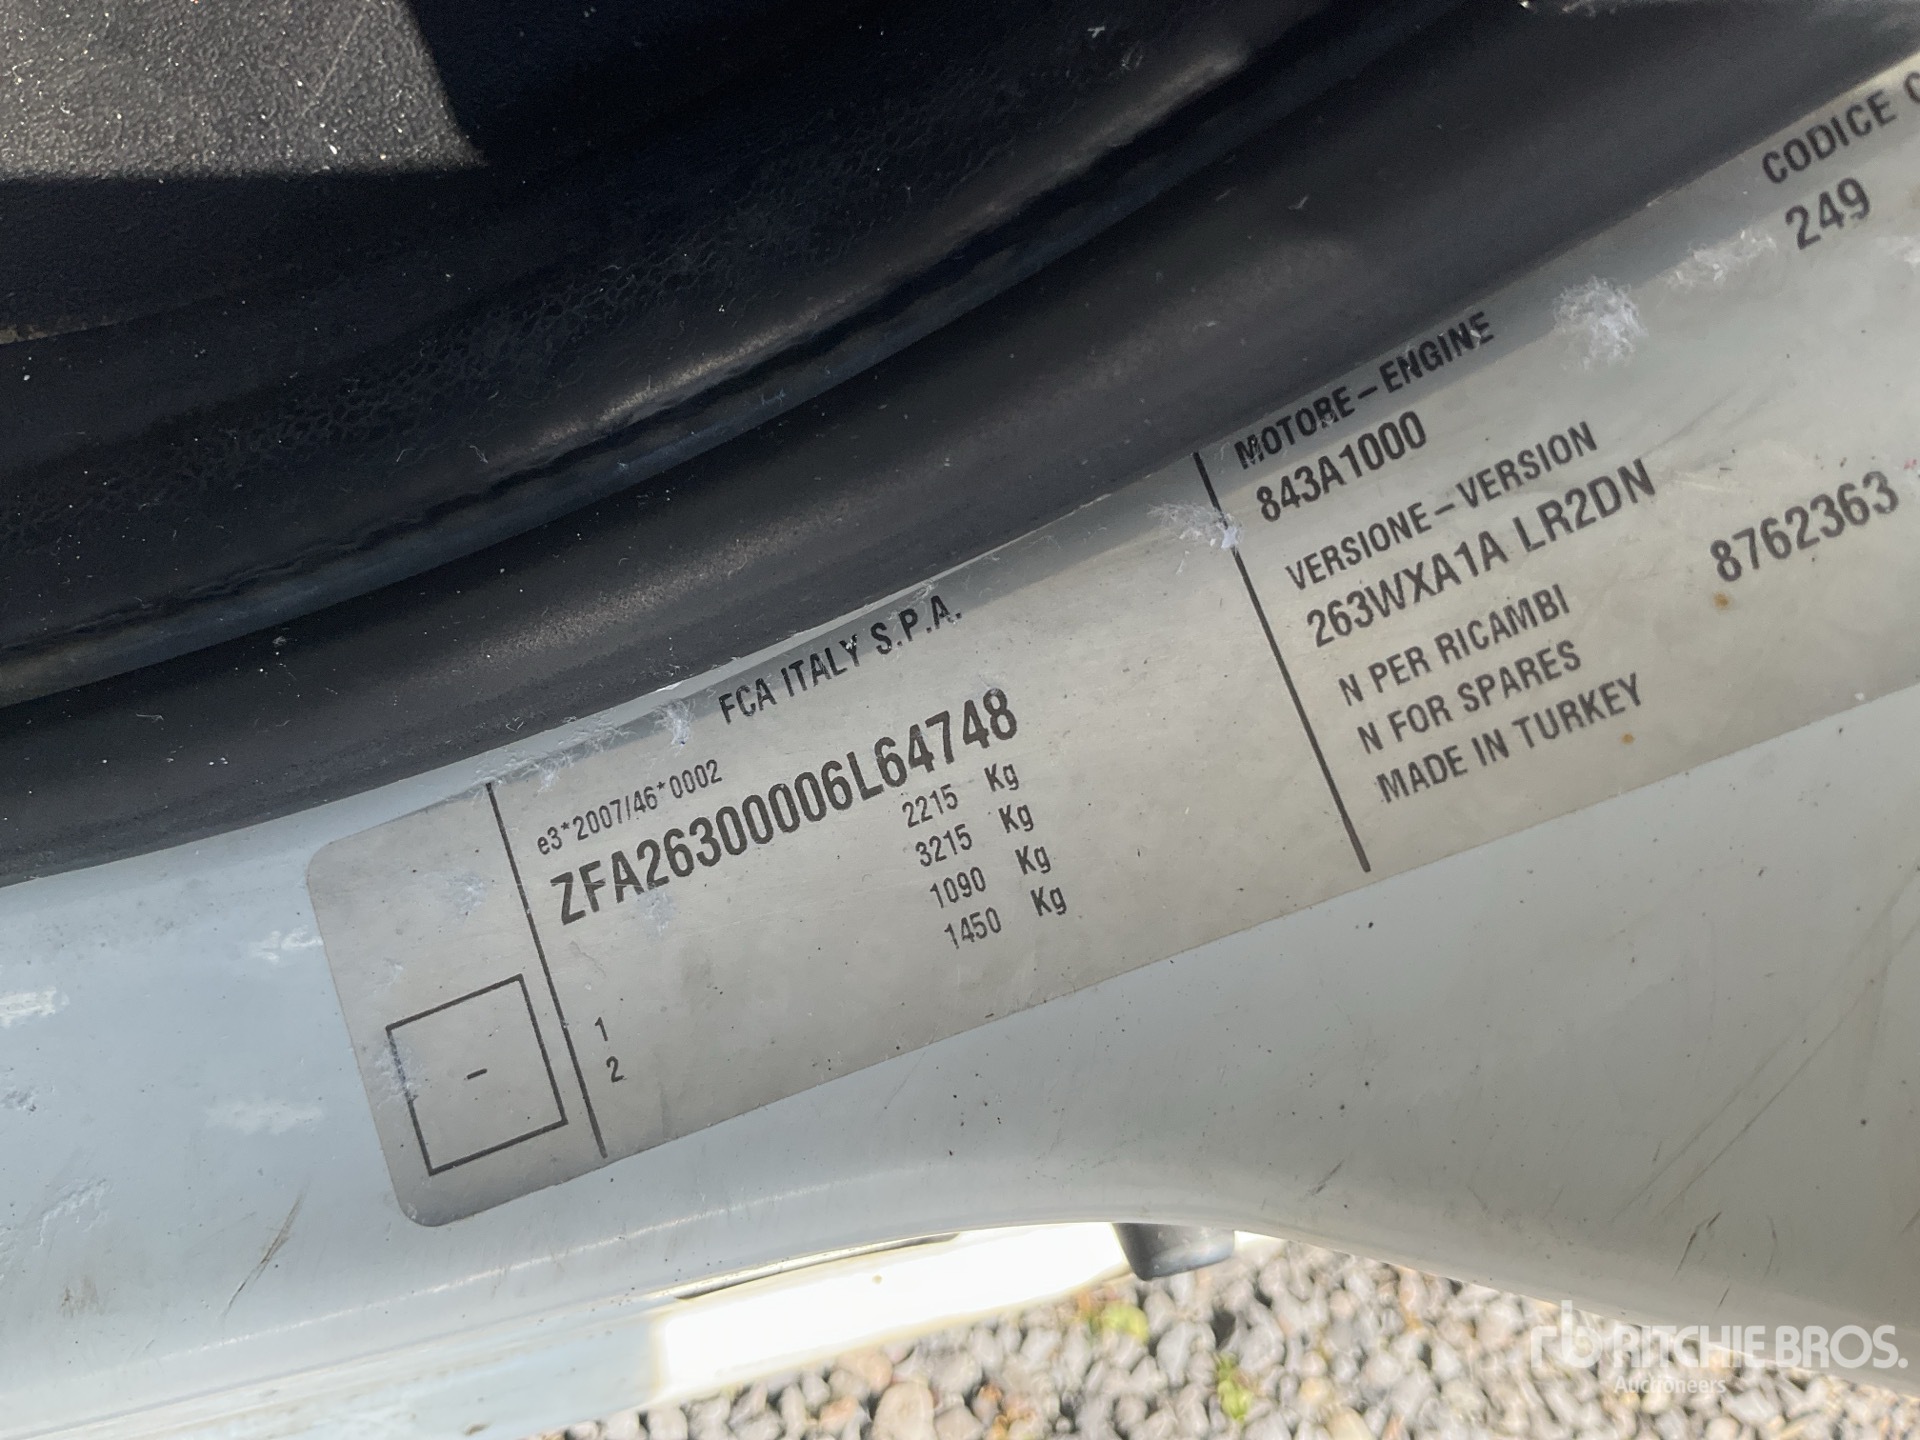 FCA ITALY S.P.A.
e3*2007/46*0002
ZFA26300006L64748
2215 Kg
3215 Kg
1090 Kg
1450 Kg
1
2
-
MOTORE-ENGINE
843A1000
VERSIONE-VERSION
263WXA1A LR2DN
N PER RICAMBI
N FOR SPARES
8762363
MADE IN TURKEY
CODICE
249
rb RITCHIE BROS.
Auctioneers